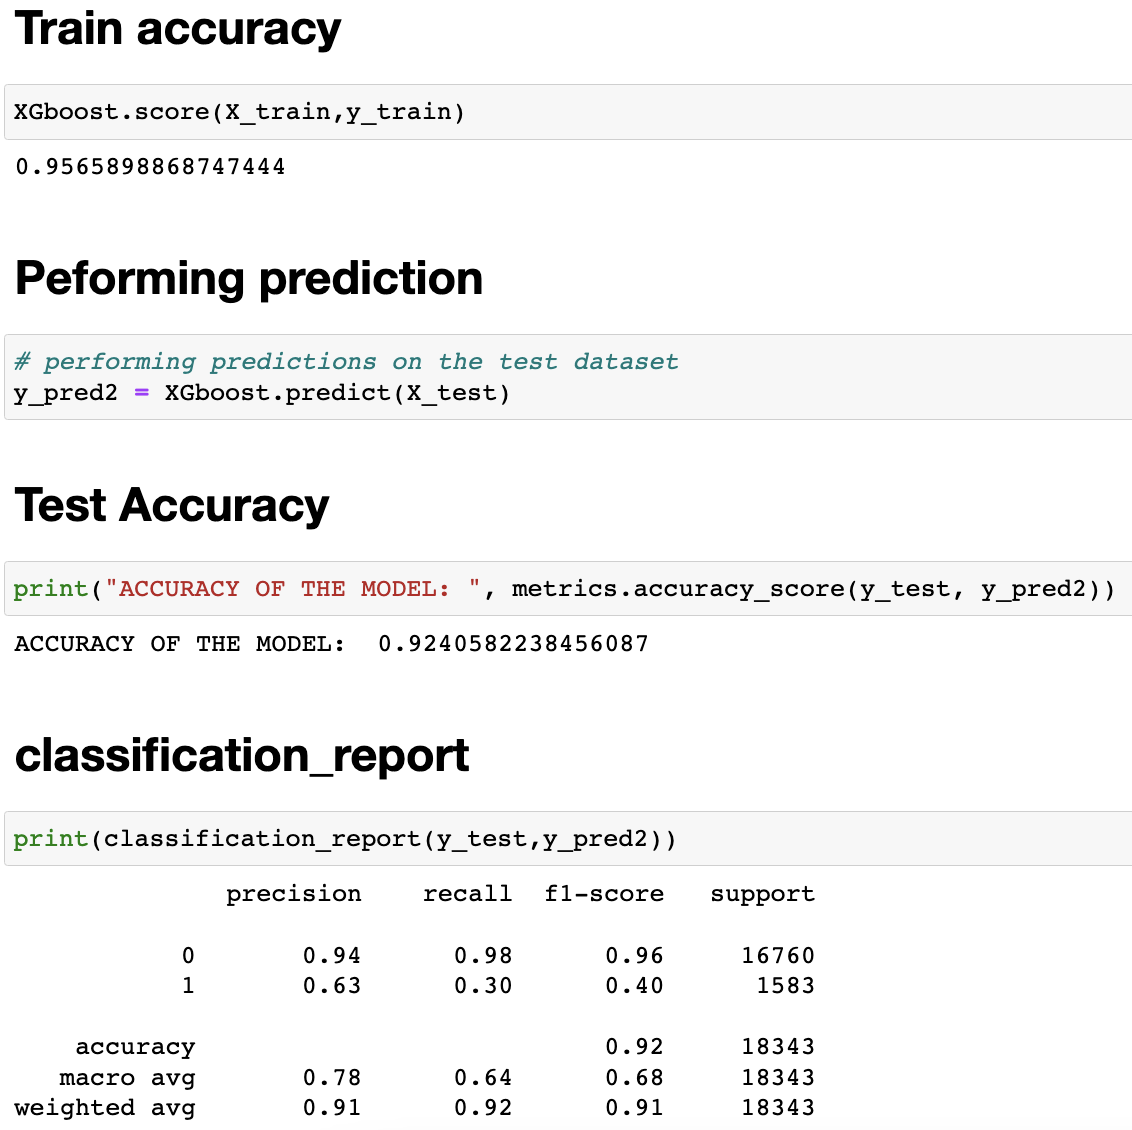 Train accuracy
XGboost.score(X_train,y_train)
0.9565898868747444
Peforming prediction
# performing predictions on the test dataset
y_pred2 = XGboost.predict(X_test)
Test Accuracy
print("ACCURACY OF THE MODEL: ", metrics.accuracy_score(y_test, y_pred2))
ACCURACY OF THE MODEL:  0.9240582238456087
classification_report
print(classification_report(y_test,y_pred2))
              precision    recall  f1-score   support
           0       0.94      0.98      0.96     16760
           1       0.63      0.30      0.40      1583
    accuracy                           0.92     18343
   macro avg       0.78      0.64      0.68     18343
weighted avg       0.91      0.92      0.91     18343